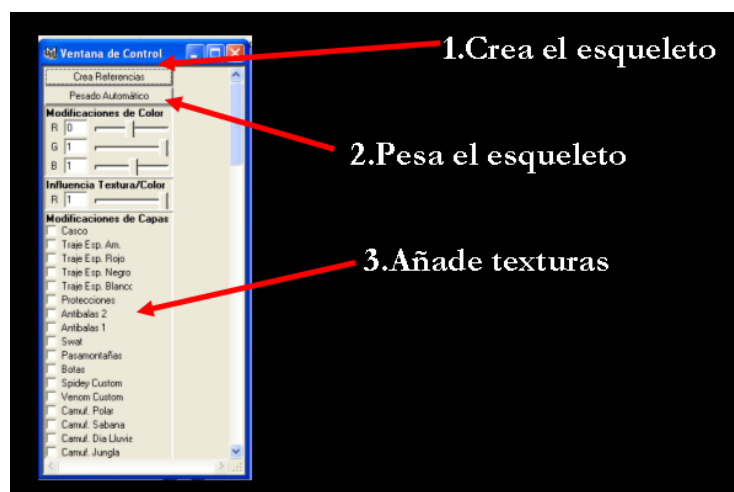 Ventana de Control
1.Crea el esqueleto
Crea Referencias
Pesado Automático
2.Pesa el esqueleto
Modificaciones de Color
R 0
G 1
B 1
Influencia Textura/Color
R 1
Modificaciones de Capas
Casco
Traje Esp. Am.
3.Añade texturas
Traje Esp. Rojo
Traje Esp. Negro
Traje Esp. Blancc
Protecciones
Antibalas 2
Antibalas 1
Swat
Pasamontañas
Botas
Spidey Custom
Venom Custom
Camuf. Polar
Camuf. Sabana
Camuf. Dia Lluvia
Camuf. Jungla